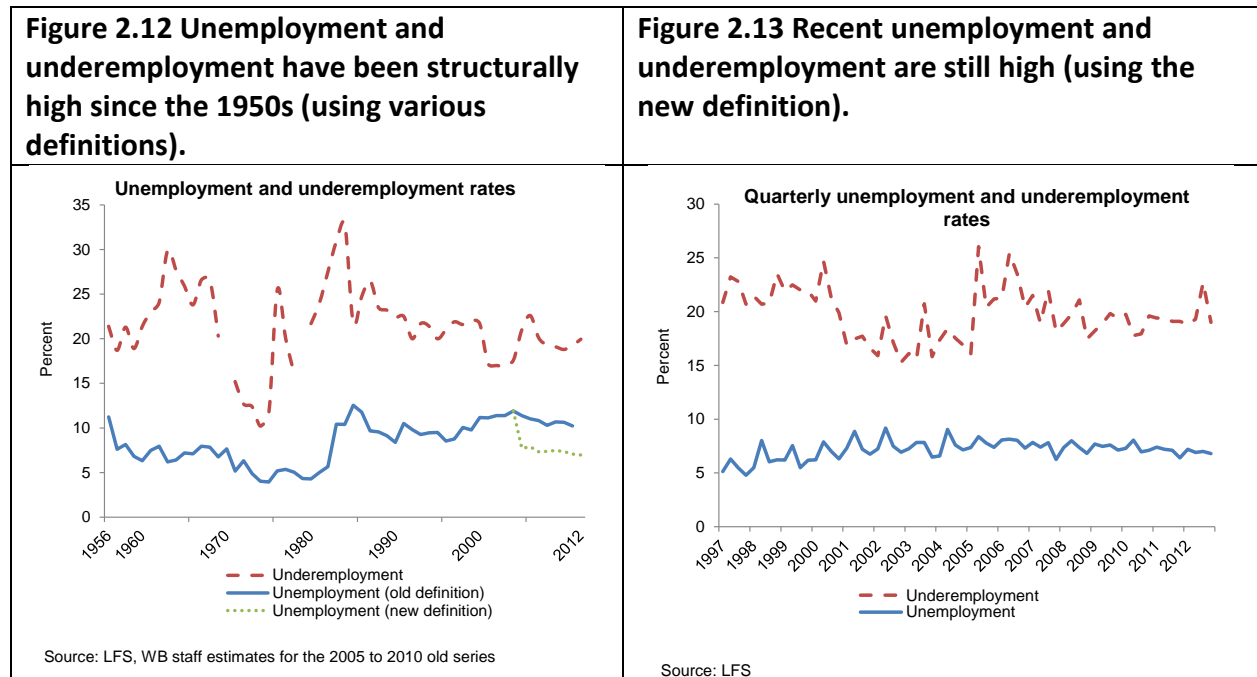 Figure 2.12 Unemployment and
underemployment have been structurally
high since the 1950s (using various
definitions).
Figure 2.13 Recent unemployment and
underemployment are still high (using the
new definition).
Unemployment and underemployment rates
35
30
25
20
15
10
5
0
Percent
1956
1960
1970
1980
1990
2000
2012
Underemployment
Unemployment (old definition)
Unemployment (new definition)
Source: LFS, WB staff estimates for the 2005 to 2010 old series
Quarterly unemployment and underemployment
rates
30
25
20
15
10
5
0
Percent
1997
1998
1999
2000
2001
2002
2003
2004
2005
2006
2007
2008
2009
2010
2011
2012
Underemployment
Unemployment
Source: LFS